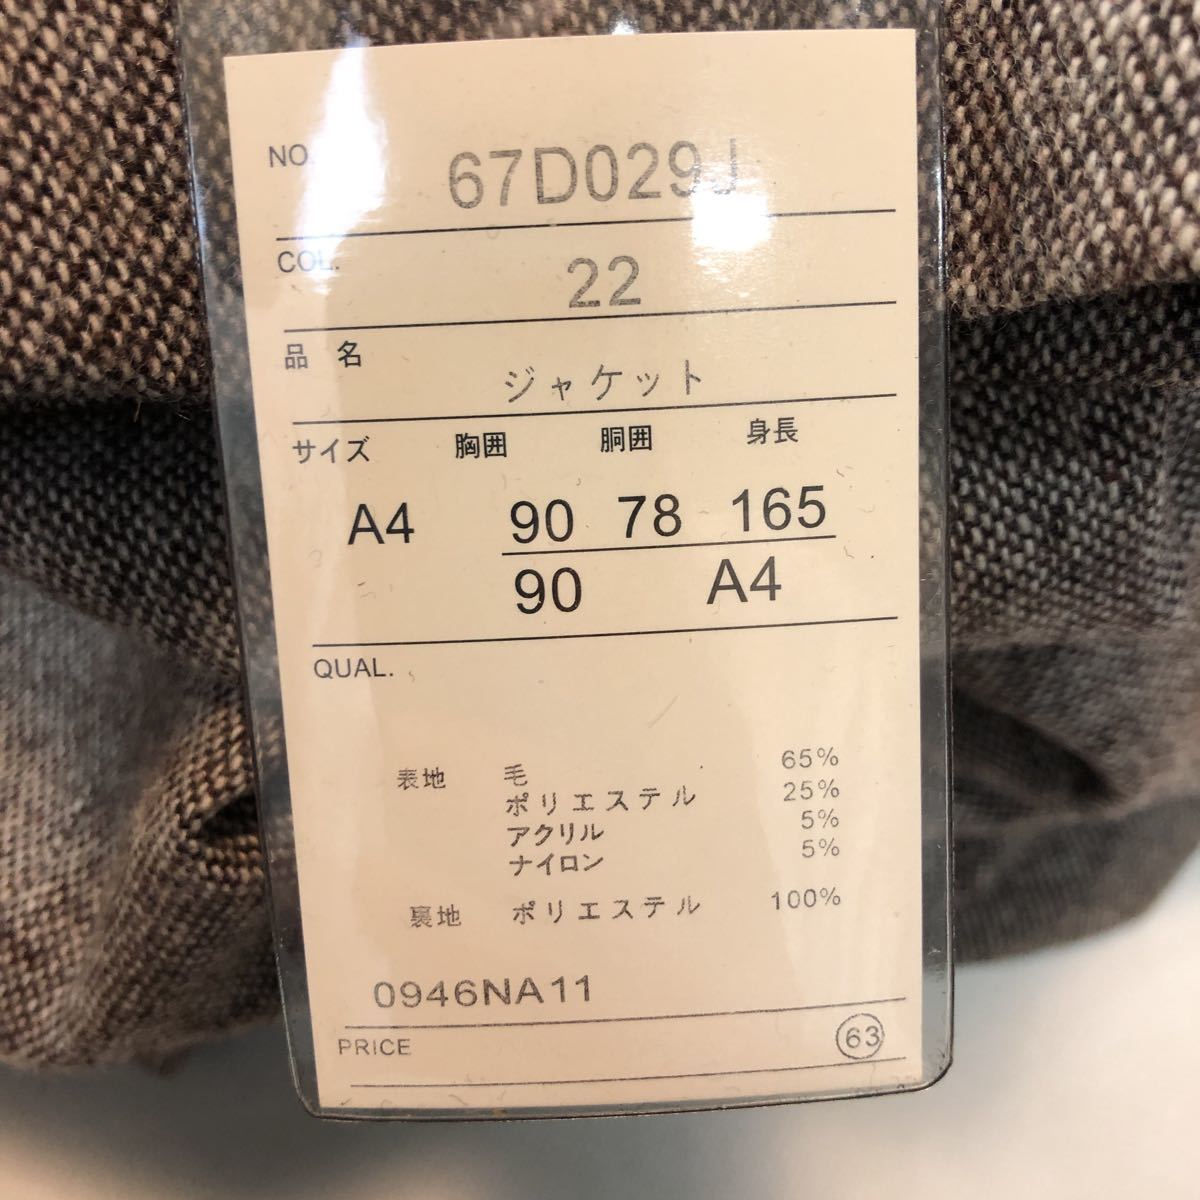 NO. 67D029J
COL. 22
品 名 ジャケット
サイズ 胸囲 胴囲 身長
A4 90 78 165
90 A4
QUAL.
表地 毛 65%
ポリエステル 25%
アクリル 5%
ナイロン 5%
裏地 ポリエステル 100%
0946NA11
PRICE 63